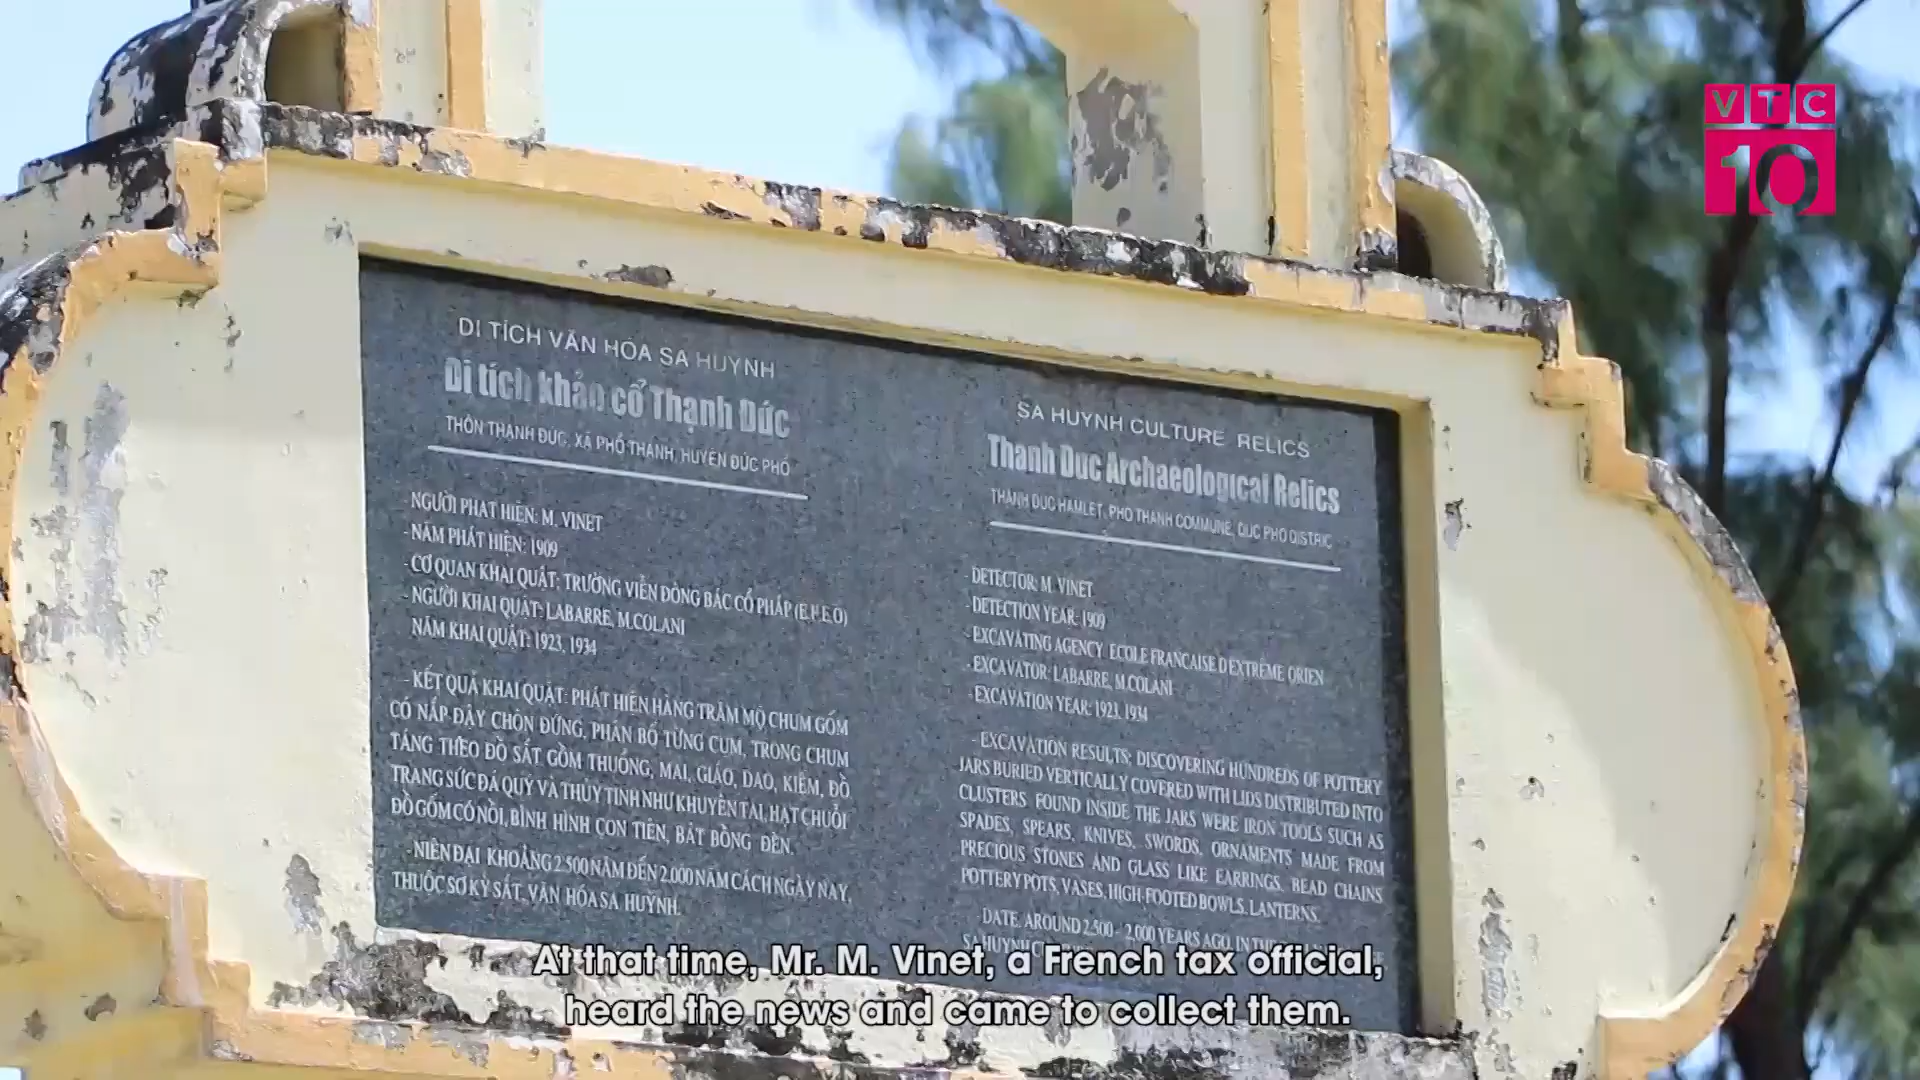 VTC
10
DI TÍCH VĂN HÓA SA HUỲNH
Di tích khảo cổ Thạnh Đức
THÔN THẠNH ĐỨC, XÃ PHỔ THẠNH, HUYỆN ĐỨC PHỔ
- NGƯỜI PHÁT HIỆN: M. VINET
- NĂM PHÁT HIỆN: 1909
- CƠ QUAN KHAI QUẬT: TRƯỜNG VIỄN ĐÔNG BÁC CỔ PHÁP (E.F.E.O)
- NGƯỜI KHAI QUẬT: LABARRE, M.COLANI
NĂM KHAI QUẬT: 1923, 1934
- KẾT QUẢ KHAI QUẬT: PHÁT HIỆN HÀNG TRĂM MỘ CHUM GỐM
CÓ NẮP ĐẬY CHÔN ĐỨNG, PHÂN BỐ TỪNG CỤM, TRONG CHUM
TÁNG THEO ĐỒ SẮT GỒM THUỔNG, MAI, GIÁO, DAO, KIẾM, ĐỒ
TRANG SỨC ĐÁ QUÝ VÀ THỦY TINH NHƯ KHUYÊN TAI, HẠT CHUỖI
ĐỒ GỐM CÓ NỒI, BÌNH HÌNH CON TIỆN, BÁT BỒNG ĐÈN.
- NIÊN ĐẠI KHOẢNG 2.500 NĂM ĐẾN 2.000 NĂM CÁCH NGÀY NAY,
THUỘC SƠ KỲ SẮT, VĂN HÓA SA HUỲNH.
SA HUYNH CULTURE RELICS
Thanh Duc Archaeological Relics
THANH DUC HAMLET, PHO THANH COMMUNE, DUC PHO DISTRIC
- DETECTOR: M. VINET
- DETECTION YEAR: 1909
- EXCAVATING AGENCY: ECOLE FRANCAISE D'EXTRÊME ORIEN
- EXCAVATOR: LABARRE, M.COLANI
- EXCAVATION YEAR: 1923, 1934
- EXCAVATION RESULTS: DISCOVERING HUNDREDS OF POTTERY
JARS BURIED VERTICALLY COVERED WITH LIDS DISTRIBUTED INTO
CLUSTERS. FOUND INSIDE THE JARS WERE IRON TOOLS SUCH AS
SPADES, SPEARS, KNIVES, SWORDS, ORNAMENTS MADE FROM
PRECIOUS STONES AND GLASS LIKE EARRINGS, BEAD CHAINS,
POTTERY POTS, VASES, HIGH-FOOTED BOWLS, LANTERNS.
- DATE: AROUND 2,500 - 2,000 YEARS AGO, IN
SA HUYNH
At that time, Mr. M. Vinet, a French tax official,
heard the news and came to collect them.